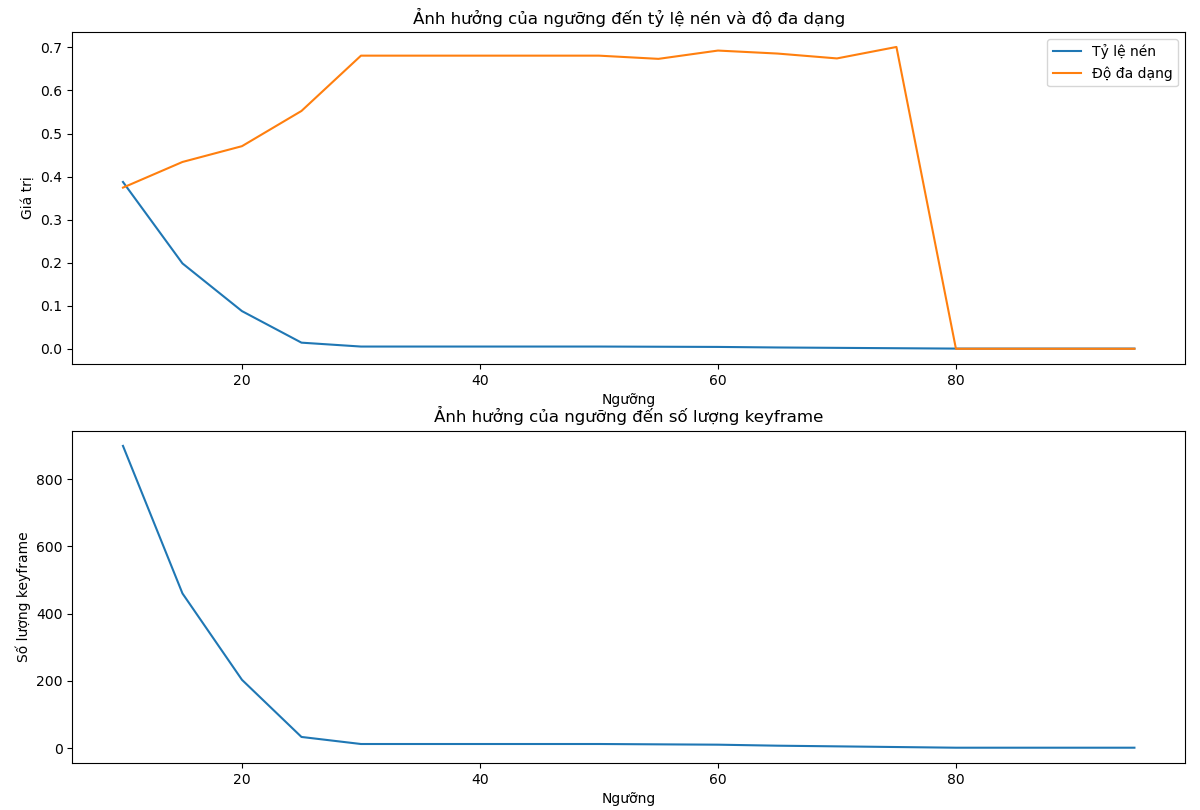 Ảnh hưởng của ngưỡng đến tỷ lệ nén và độ đa dạng
Tỷ lệ nén
Độ đa dạng
Giá trị
0.7
0.6
0.5
0.4
0.3
0.2
0.1
0.0
20 40 60 80
Ngưỡng
Ảnh hưởng của ngưỡng đến số lượng keyframe
Số lượng keyframe
800
600
400
200
0
20 40 60 80
Ngưỡng